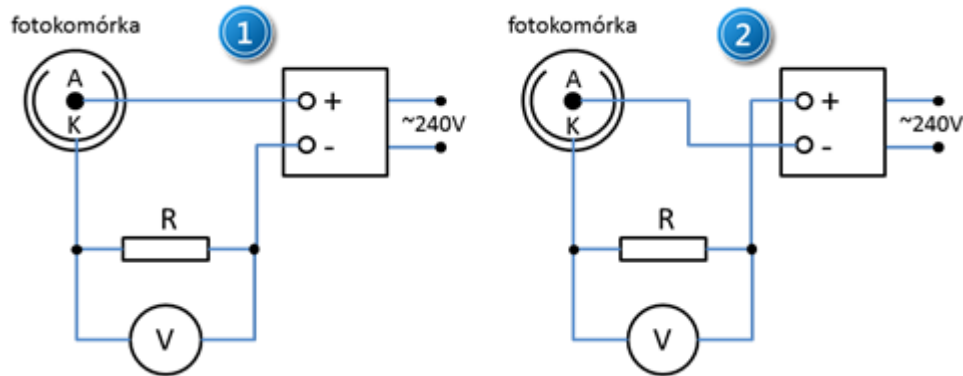 fotokomórka
1
A
K
+
-
~240V
R
V
fotokomórka
2
A
K
+
-
~240V
R
V